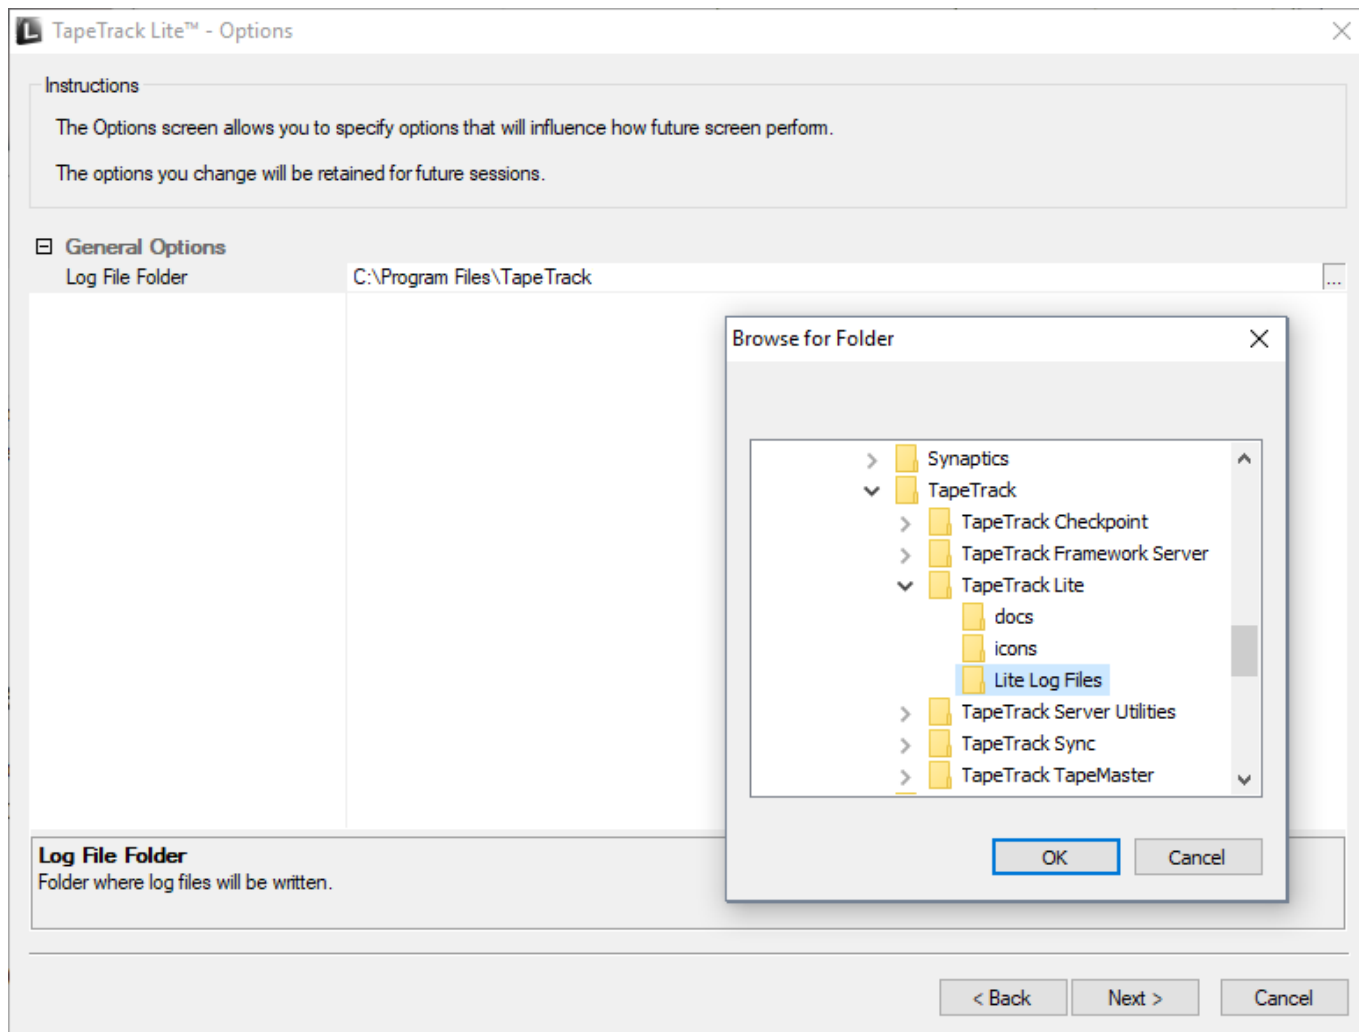 TapeTrack Lite™ - Options
Instructions
The Options screen allows you to specify options that will influence how future screen perform.
The options you change will be retained for future sessions.
General Options
Log File Folder
C:\Program Files\TapeTrack
...
Browse for Folder
Synaptics
TapeTrack
TapeTrack Checkpoint
TapeTrack Framework Server
TapeTrack Lite
docs
icons
Lite Log Files
TapeTrack Server Utilities
TapeTrack Sync
TapeTrack TapeMaster
OK
Cancel
Log File Folder
Folder where log files will be written.
< Back
Next >
Cancel